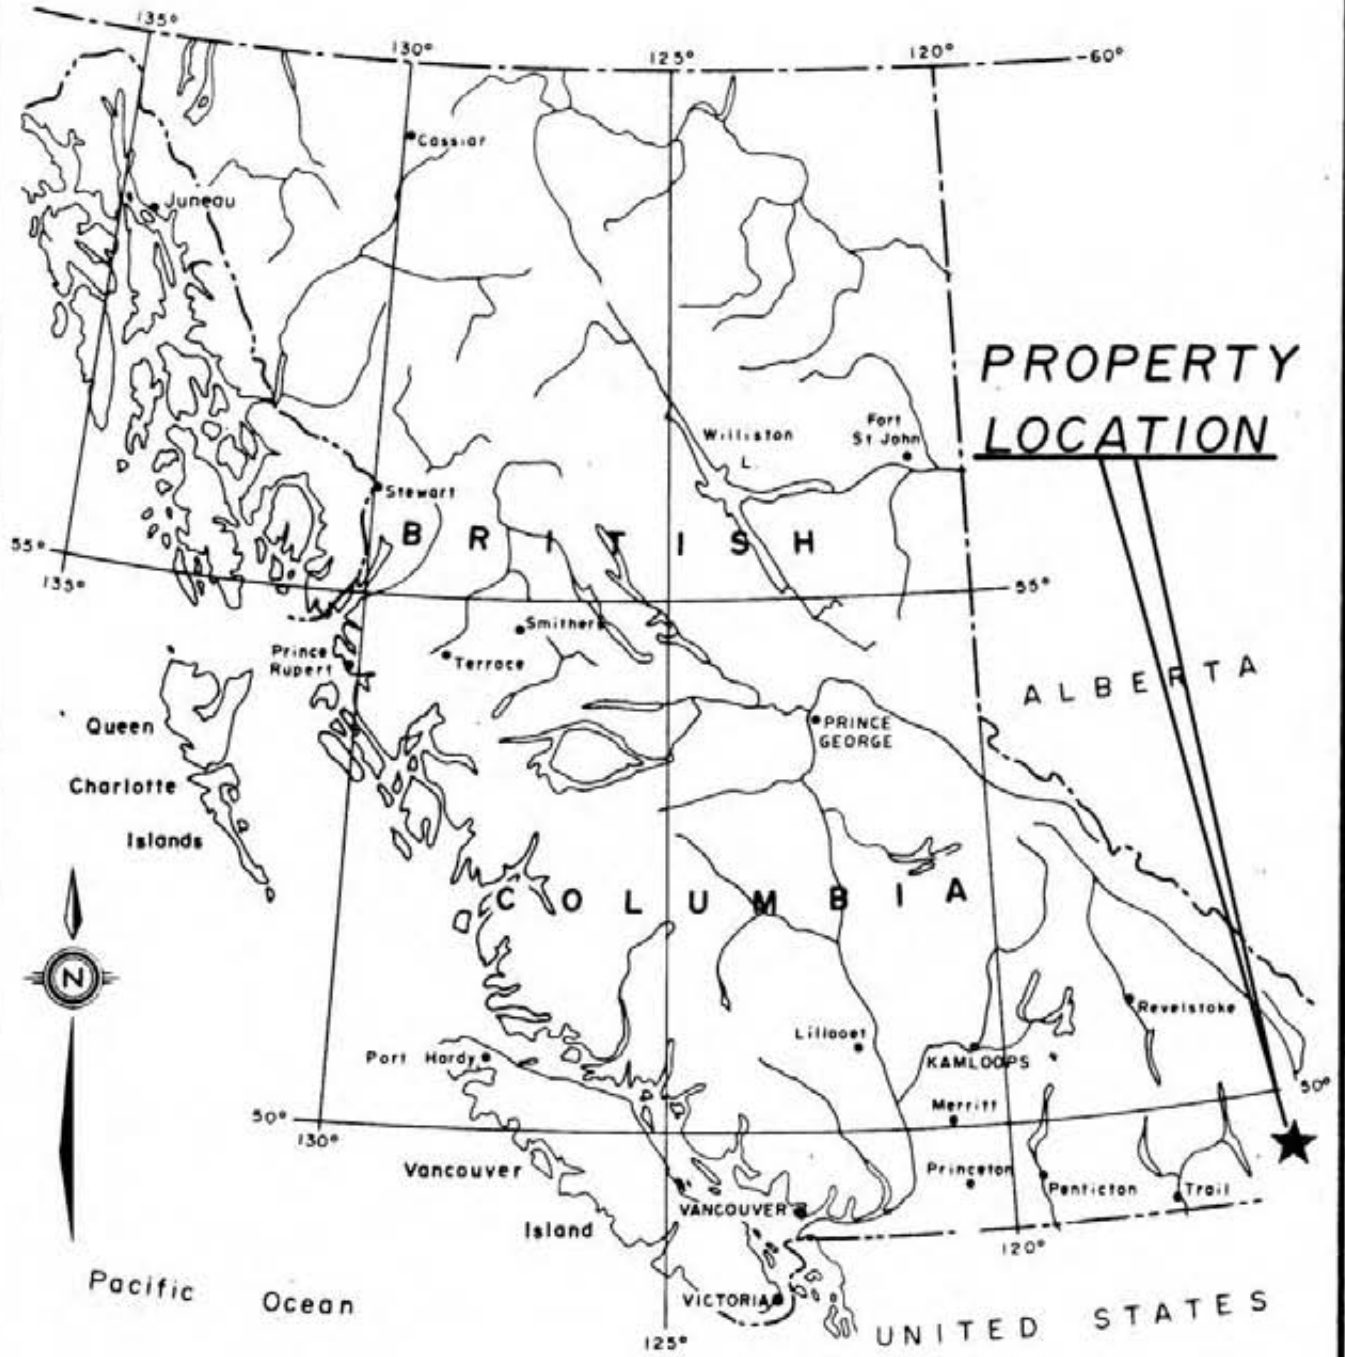 135°
130°
125°
120°
60°
Cassiar
Juneau
PROPERTY
LOCATION
Williston
L.
Fort
St John
Stewart
BRITISH
55°
135°
55°
Smithers
Terrace
Prince
Rupert
ALBERTA
Queen
Charlotte
Islands
PRINCE
GEORGE
COLUMBIA
N
Revelstoke
Lillooet
Port Hardy
KAMLOOPS
50°
Merritt
50°
130°
Vancouver
Island
Princeton
Penticton
Trail
VANCOUVER
120°
Pacific Ocean
VICTORIA
125°
UNITED STATES